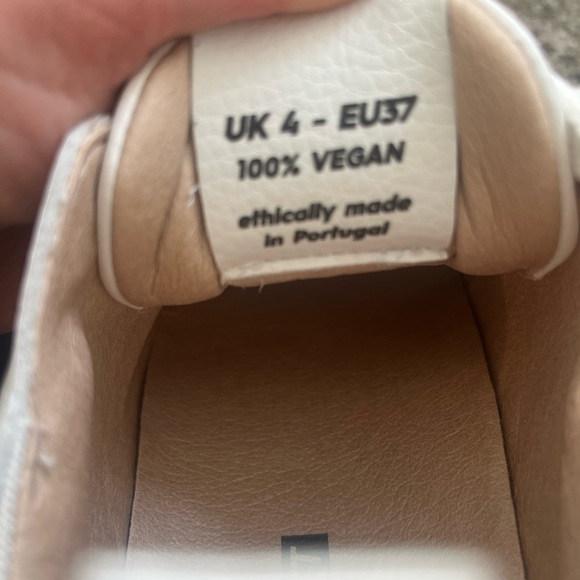 UK 4 - EU37
100% VEGAN
ethically made
in Portugal